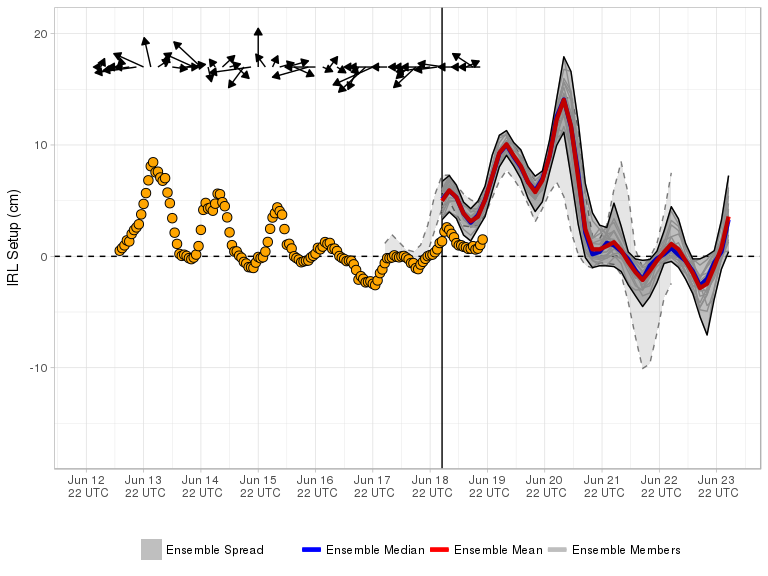 20
10
0
-10
IRL Setup (cm)
Jun 12 Jun 13 Jun 14 Jun 15 Jun 16 Jun 17 Jun 18 Jun 19 Jun 20 Jun 21 Jun 22 Jun 23
22 UTC 22 UTC 22 UTC 22 UTC 22 UTC 22 UTC 22 UTC 22 UTC 22 UTC 22 UTC 22 UTC 22 UTC
Ensemble Spread Ensemble Median Ensemble Mean Ensemble Members